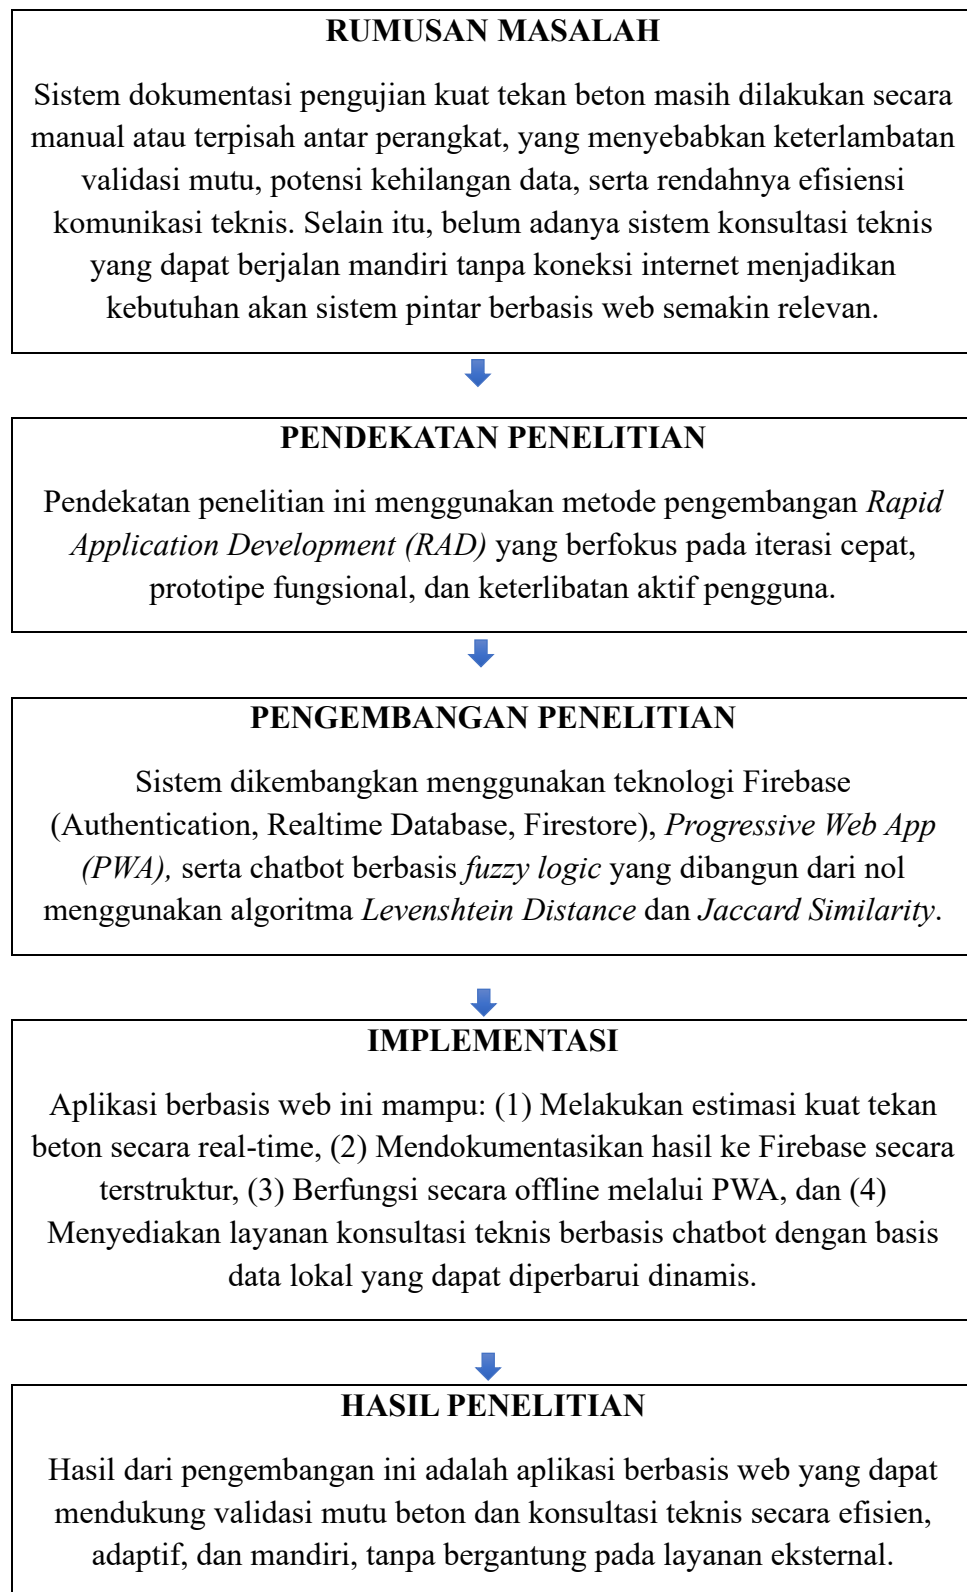 RUMUSAN MASALAH
Sistem dokumentasi pengujian kuat tekan beton masih dilakukan secara
manual atau terpisah antar perangkat, yang menyebabkan keterlambatan
validasi mutu, potensi kehilangan data, serta rendahnya efisiensi
komunikasi teknis. Selain itu, belum adanya sistem konsultasi teknis
yang dapat berjalan mandiri tanpa koneksi internet menjadikan
kebutuhan akan sistem pintar berbasis web semakin relevan.
PENDEKATAN PENELITIAN
Pendekatan penelitian ini menggunakan metode pengembangan Rapid
Application Development (RAD) yang berfokus pada iterasi cepat,
prototipe fungsional, dan keterlibatan aktif pengguna.
PENGEMBANGAN PENELITIAN
Sistem dikembangkan menggunakan teknologi Firebase
(Authentication, Realtime Database, Firestore), Progressive Web App
(PWA), serta chatbot berbasis fuzzy logic yang dibangun dari nol
menggunakan algoritma Levenshtein Distance dan Jaccard Similarity.
IMPLEMENTASI
Aplikasi berbasis web ini mampu: (1) Melakukan estimasi kuat tekan
beton secara real-time, (2) Mendokumentasikan hasil ke Firebase secara
terstruktur, (3) Berfungsi secara offline melalui PWA, dan (4)
Menyediakan layanan konsultasi teknis berbasis chatbot dengan basis
data lokal yang dapat diperbarui dinamis.
HASIL PENELITIAN
Hasil dari pengembangan ini adalah aplikasi berbasis web yang dapat
mendukung validasi mutu beton dan konsultasi teknis secara efisien,
adaptif, dan mandiri, tanpa bergantung pada layanan eksternal.